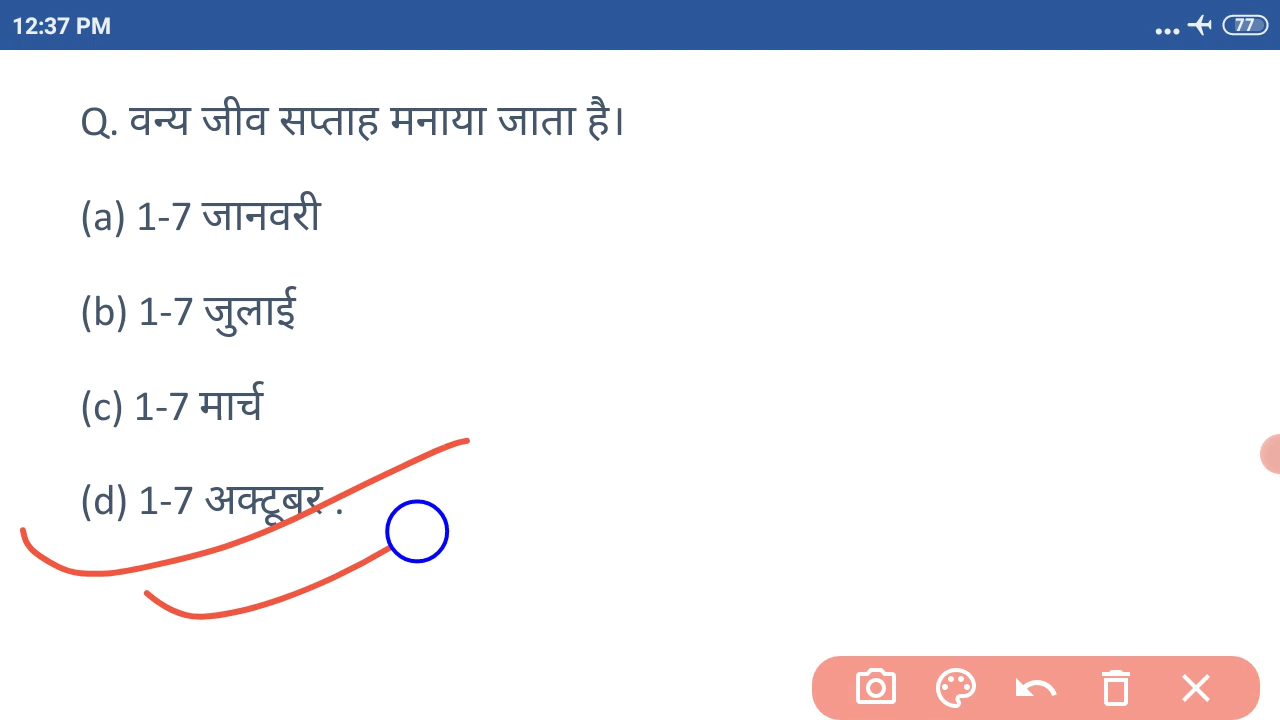 12:37 PM
77
Q. वन्य जीव सप्ताह मनाया जाता है।
(a) 1-7 जानवरी
(b) 1-7 जुलाई
(c) 1-7 मार्च
(d) 1-7 अक्टूबर .